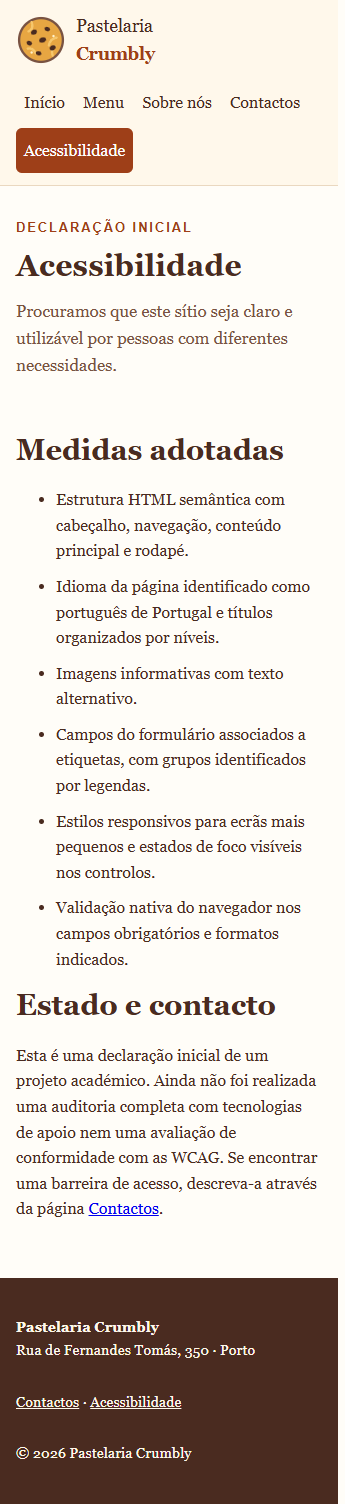 Pastelaria
Crumbly
Início Menu Sobre nós Contactos
Acessibilidade
DECLARAÇÃO INICIAL
Acessibilidade
Procuramos que este sítio seja claro e
utilizável por pessoas com diferentes
necessidades.
Medidas adotadas
• Estrutura HTML semântica com
cabeçalho, navegação, conteúdo
principal e rodapé.
• Idioma da página identificado como
português de Portugal e títulos
organizados por níveis.
• Imagens informativas com texto
alternativo.
• Campos do formulário associados a
etiquetas, com grupos identificados
por legendas.
• Estilos responsivos para ecrãs mais
pequenos e estados de foco visíveis
nos controlos.
• Validação nativa do navegador nos
campos obrigatórios e formatos
indicados.
Estado e contacto
Esta é uma declaração inicial de um
projeto académico. Ainda não foi realizada
uma auditoria completa com tecnologias
de apoio nem uma avaliação de
conformidade com as WCAG. Se encontrar
uma barreira de acesso, descreva-a através
da página Contactos.
Pastelaria Crumbly
Rua de Fernandes Tomás, 350 · Porto
Contactos · Acessibilidade
© 2026 Pastelaria Crumbly